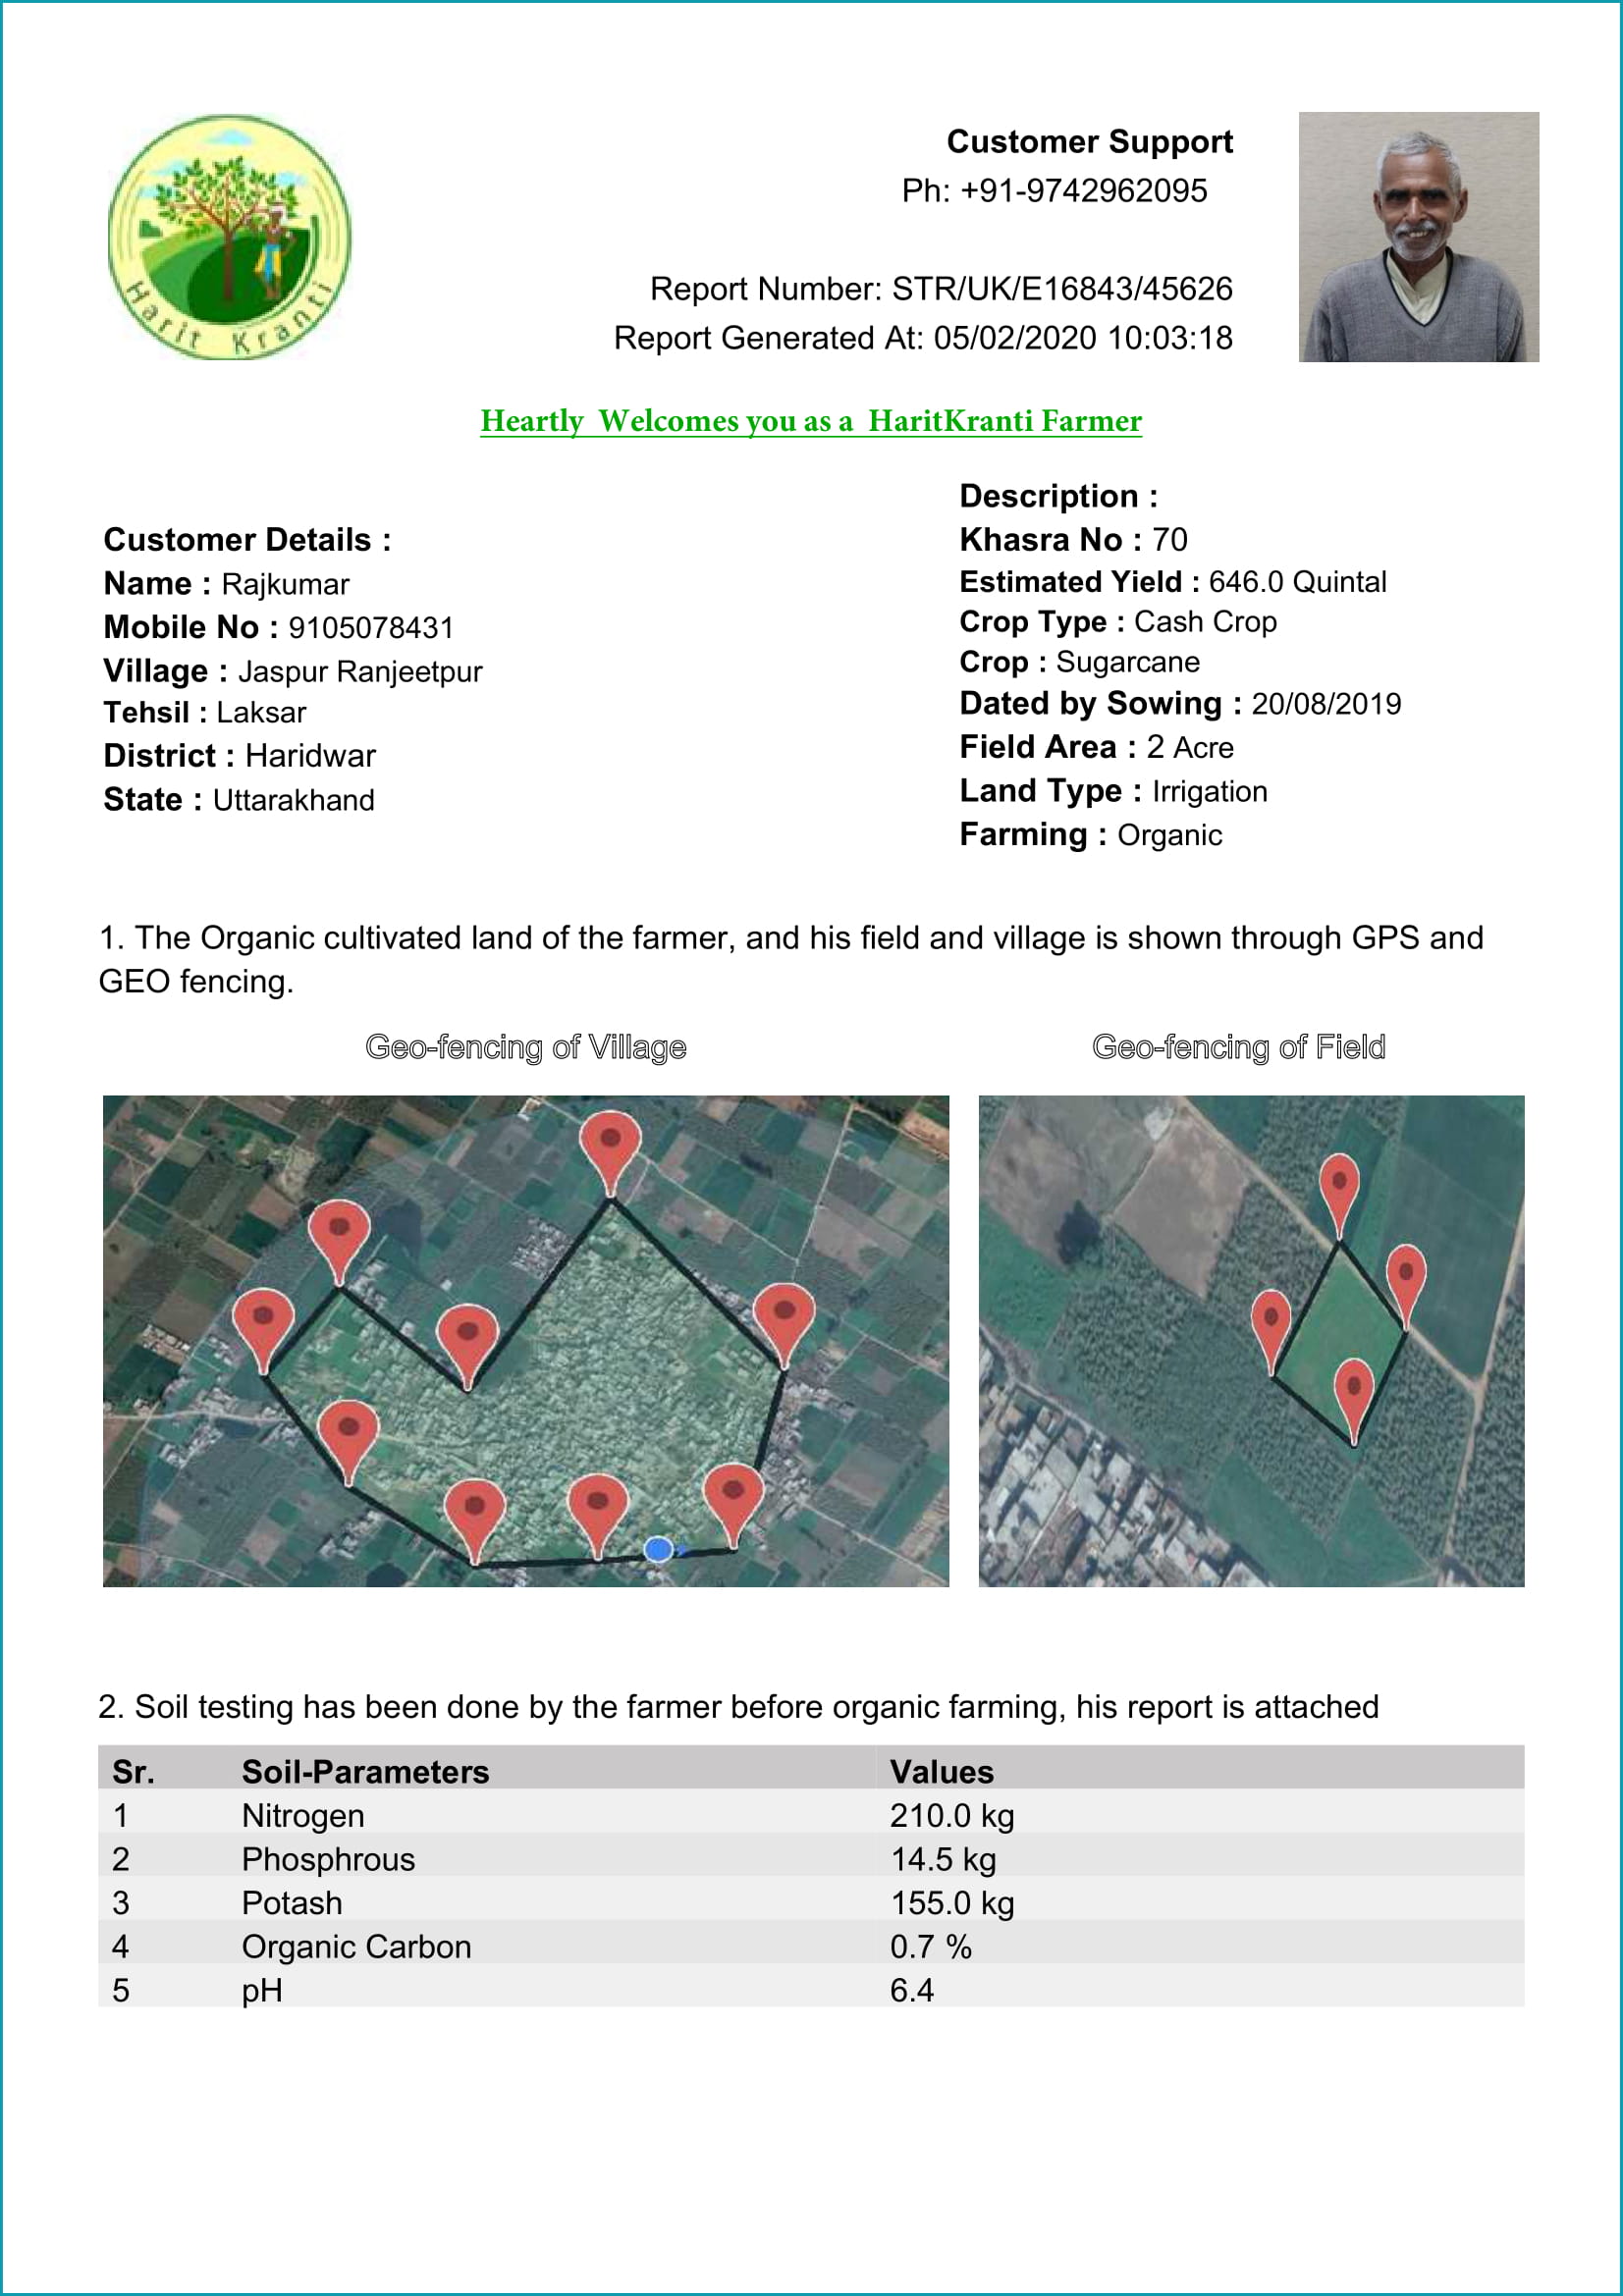 Harit Kranti
Customer Support
Ph: +91-9742962095
Report Number: STR/UK/E16843/45626
Report Generated At: 05/02/2020 10:03:18
Heartly Welcomes you as a HaritKranti Farmer
Customer Details :
Name : Rajkumar
Mobile No : 9105078431
Village : Jaspur Ranjeetpur
Tehsil : Laksar
District : Haridwar
State : Uttarakhand
Description :
Khasra No : 70
Estimated Yield : 646.0 Quintal
Crop Type : Cash Crop
Crop : Sugarcane
Dated by Sowing : 20/08/2019
Field Area : 2 Acre
Land Type : Irrigation
Farming : Organic
1. The Organic cultivated land of the farmer, and his field and village is shown through GPS and
GEO fencing.
Geo-fencing of Village
Geo-fencing of Field
2. Soil testing has been done by the farmer before organic farming, his report is attached
Sr. Soil-Parameters Values
1 Nitrogen 210.0 kg
2 Phosphrous 14.5 kg
3 Potash 155.0 kg
4 Organic Carbon 0.7 %
5 pH 6.4